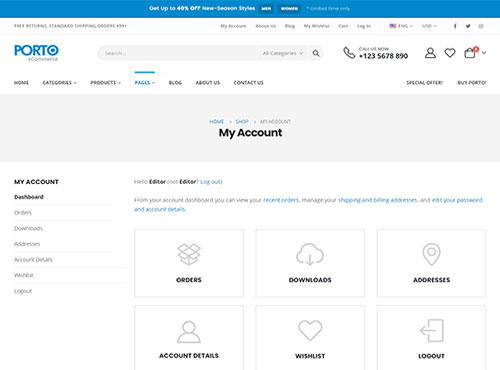 Get Up to 40% OFF New-Season Styles MEN WOMEN * Limited time only.
FREE RETURNS. STANDARD SHIPPING ORDERS $99+ My Account About Us Blog My Wishlist Cart Log In ENG USD
PORTO
eCommerce
Search... All Categories
CALL US NOW
+123 5678 890
0
HOME CATEGORIES PRODUCTS PAGES BLOG ABOUT US CONTACT US SPECIAL OFFER! BUY PORTO!
HOME > SHOP > MY ACCOUNT
My Account
MY ACCOUNT
Dashboard
Orders
Downloads
Addresses
Account Details
Wishlist
Logout
Hello Editor (not Editor? Log out)
From your account dashboard you can view your recent orders, manage your shipping and billing addresses, and edit your password
and account details.
ORDERS DOWNLOADS ADDRESSES
ACCOUNT DETAILS WISHLIST LOGOUT